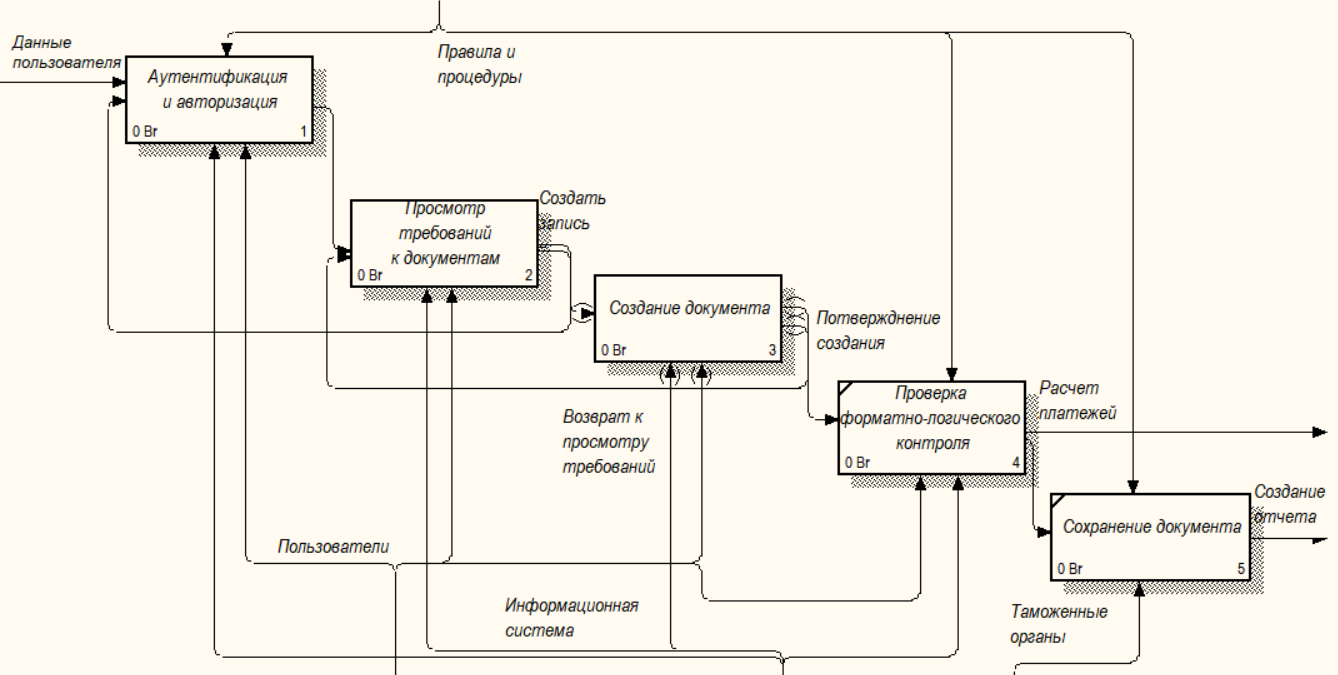 Данные
пользователя
Правила и
процедуры
Аутентификация
и авторизация
0 Br 1
Просмотр
требований
к документам
0 Br 2
Создать
запись
Создание документа
0 Br 3
Потвержднение
создания
Проверка
форматно-логического
контроля
0 Br 4
Расчет
платежей
Возврат к
просмотру
требований
Сохранение документа
0 Br 5
Создание
отчета
Пользователи
Информационная
система
Таможенные
органы